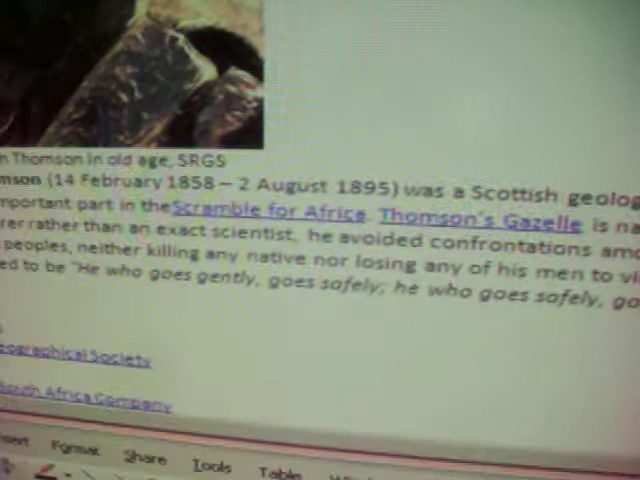 h Thomson in old age, SRGS
mson (14 February 1858 – 2 August 1895) was a Scottish geolog
mportant part in theScramble for Africa. Thomson's Gazelle is na
rer rather than an exact scientist, he avoided confrontations amo
peoples, neither killing any native nor losing any of his men to vi
ed to be "He who goes gently, goes safely; he who goes safely, go
eographical Society
South Africa Company
nsert Format Share Tools Table